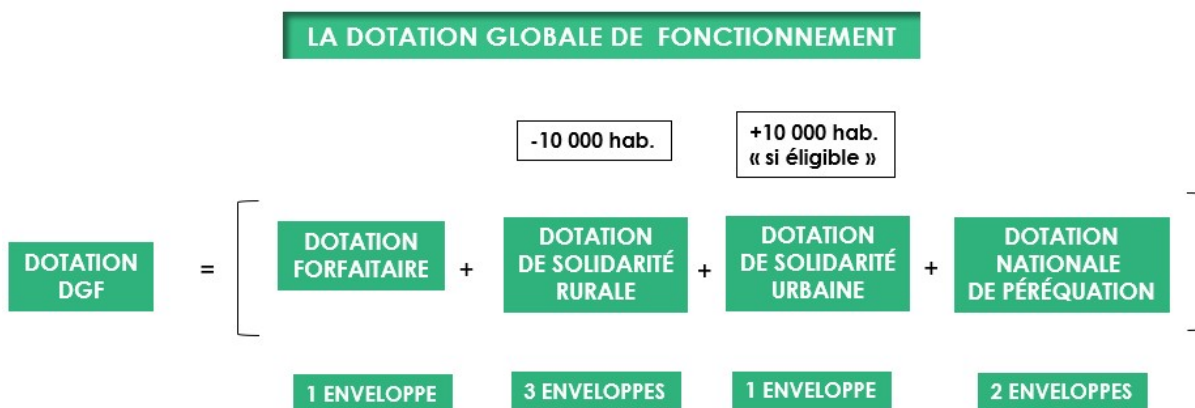 LA DOTATION GLOBALE DE FONCTIONNEMENT
-10 000 hab.
+10 000 hab.
« si éligible »
DOTATION
DGF
=
DOTATION
FORFAITAIRE
+
DOTATION
DE SOLIDARITÉ
RURALE
+
DOTATION
DE SOLIDARITÉ
URBAINE
+
DOTATION
NATIONALE
DE PÉRÉQUATION
1 ENVELOPPE
3 ENVELOPPES
1 ENVELOPPE
2 ENVELOPPES